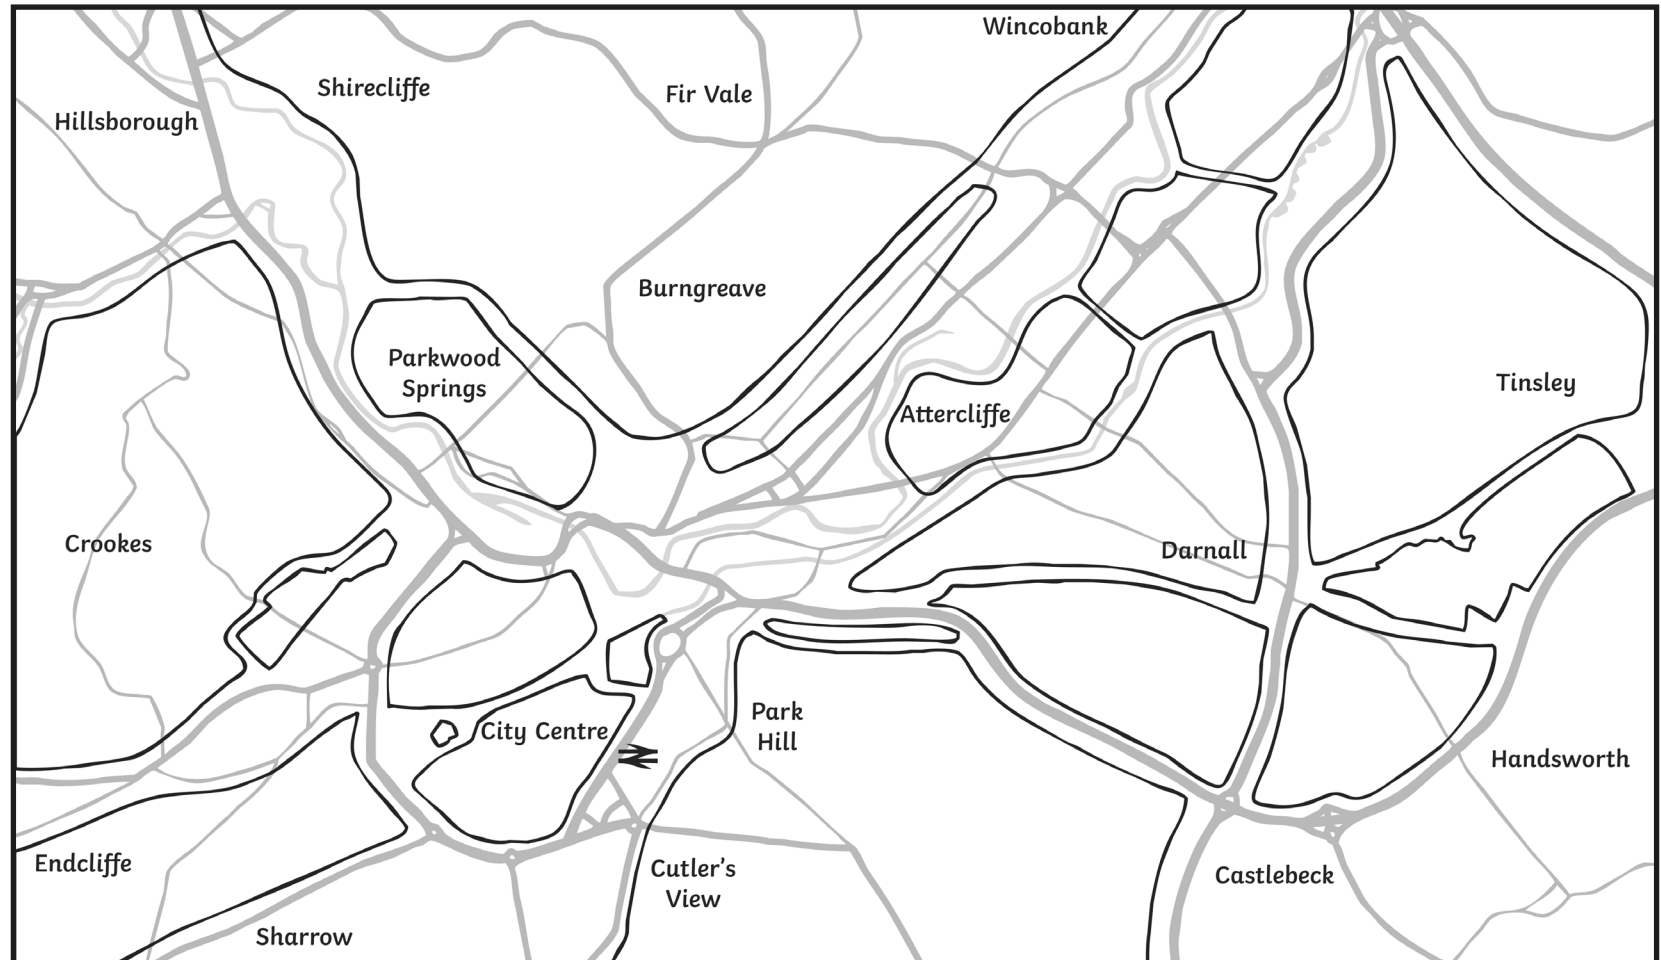 Wincobank
Shirecliffe
Fir Vale
Hillsborough
Burngreave
Parkwood
Springs
Tinsley
Attercliffe
Crookes
Darnall
Park
Hill
City Centre
Handsworth
Endcliffe
Cutler's
View
Castlebeck
Sharrow